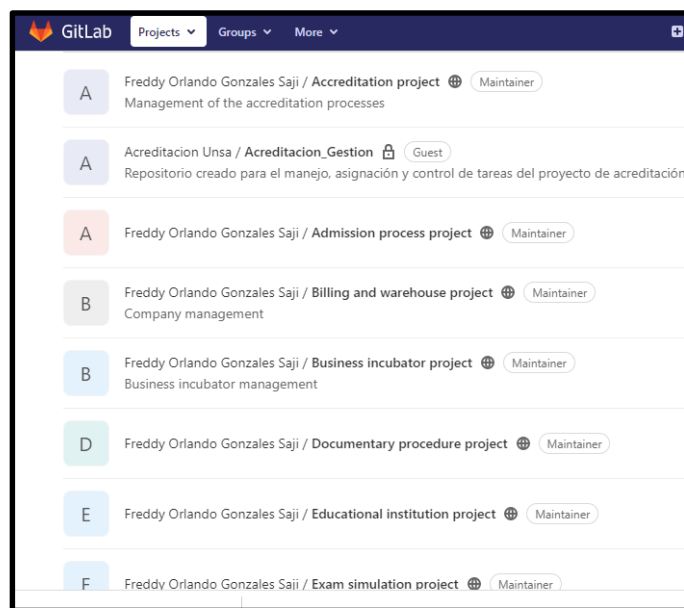 GitLab Projects Groups More
A
Freddy Orlando Gonzales Saji / Accreditation project Maintainer
Management of the accreditation processes
A
Acreditacion Unsa / Acreditacion_Gestion Guest
Repositorio creado para el manejo, asignación y control de tareas del proyecto de acreditación
A
Freddy Orlando Gonzales Saji / Admission process project Maintainer
B
Freddy Orlando Gonzales Saji / Billing and warehouse project Maintainer
Company management
B
Freddy Orlando Gonzales Saji / Business incubator project Maintainer
Business incubator management
D
Freddy Orlando Gonzales Saji / Documentary procedure project Maintainer
E
Freddy Orlando Gonzales Saji / Educational institution project Maintainer
E
Freddy Orlando Gonzales Saji / Exam simulation project Maintainer